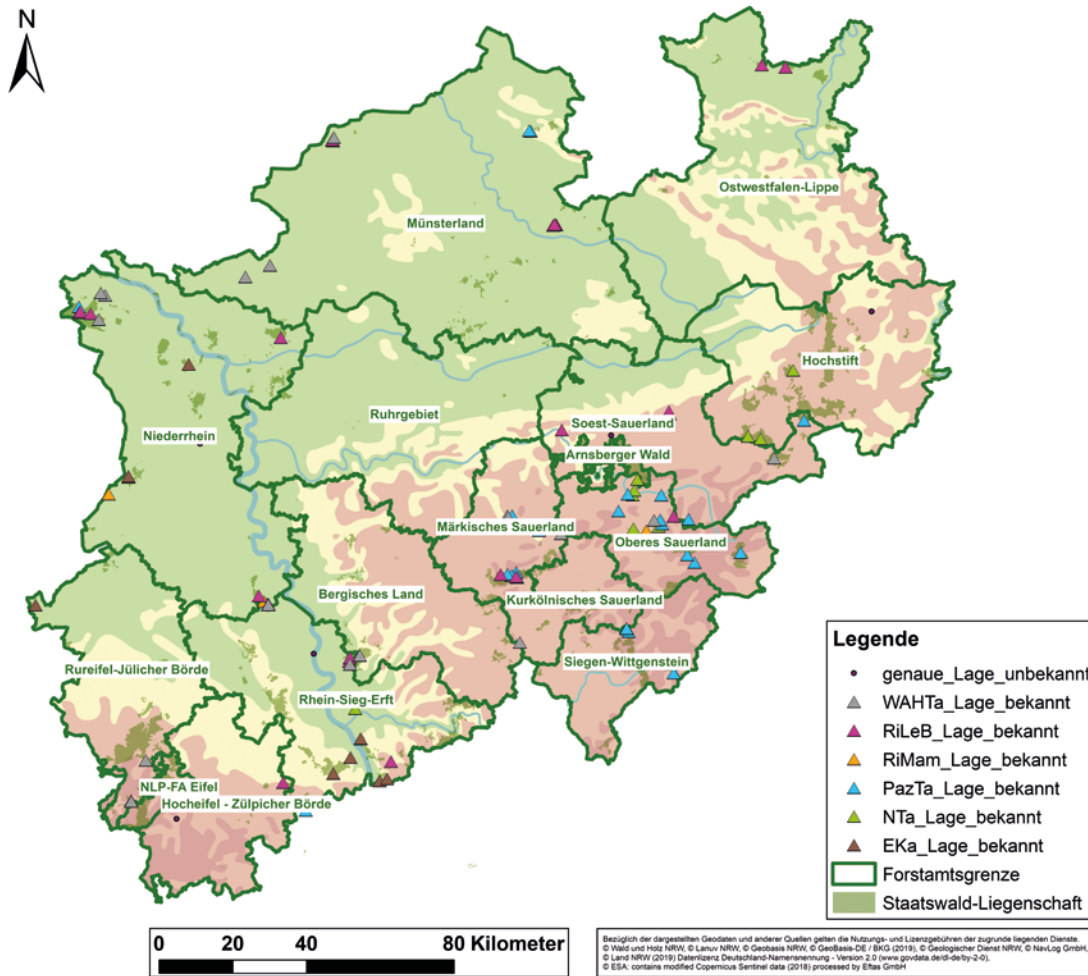 N
Ostwestfalen-Lippe
Münsterland
Hochstift
Ruhrgebiet
Soest-Sauerland
Niederrhein
Arnsberger Wald
Märkisches Sauerland
Oberes Sauerland
Bergisches Land
Kurkölnisches Sauerland
Siegen-Wittgenstein
Rureifel-Jülicher Börde
Rhein-Sieg-Erft
NLP-FA Eifel
Hocheifel - Zülpicher Börde
Legende
genaue_Lage_unbekannt
WAHTa_Lage_bekannt
RiLeB_Lage_bekannt
RiMam_Lage_bekannt
PazTa_Lage_bekannt
NTa_Lage_bekannt
EKa_Lage_bekannt
Forstamtsgrenze
Staatswald-Liegenschaft
0 20 40 80 Kilometer
Bezüglich der dargestellten Geodaten und anderer Quellen gelten die Nutzungs- und Lizenzgebühren der zugrunde liegenden Dienste.
© Wald und Holz NRW, © Lanuv NRW, © Geobasis NRW, © GeoBasis-DE / BKG (2019), © Geologischer Dienst NRW, © NavLog GmbH,
© Land NRW (2019) Datenlizenz Deutschland-Namensnennung - Version 2.0 (www.govdata.de/dl-de/by-2-0),
© ESA: contains modified Copernicus Sentinel data (2018) processed by Eftas GmbH